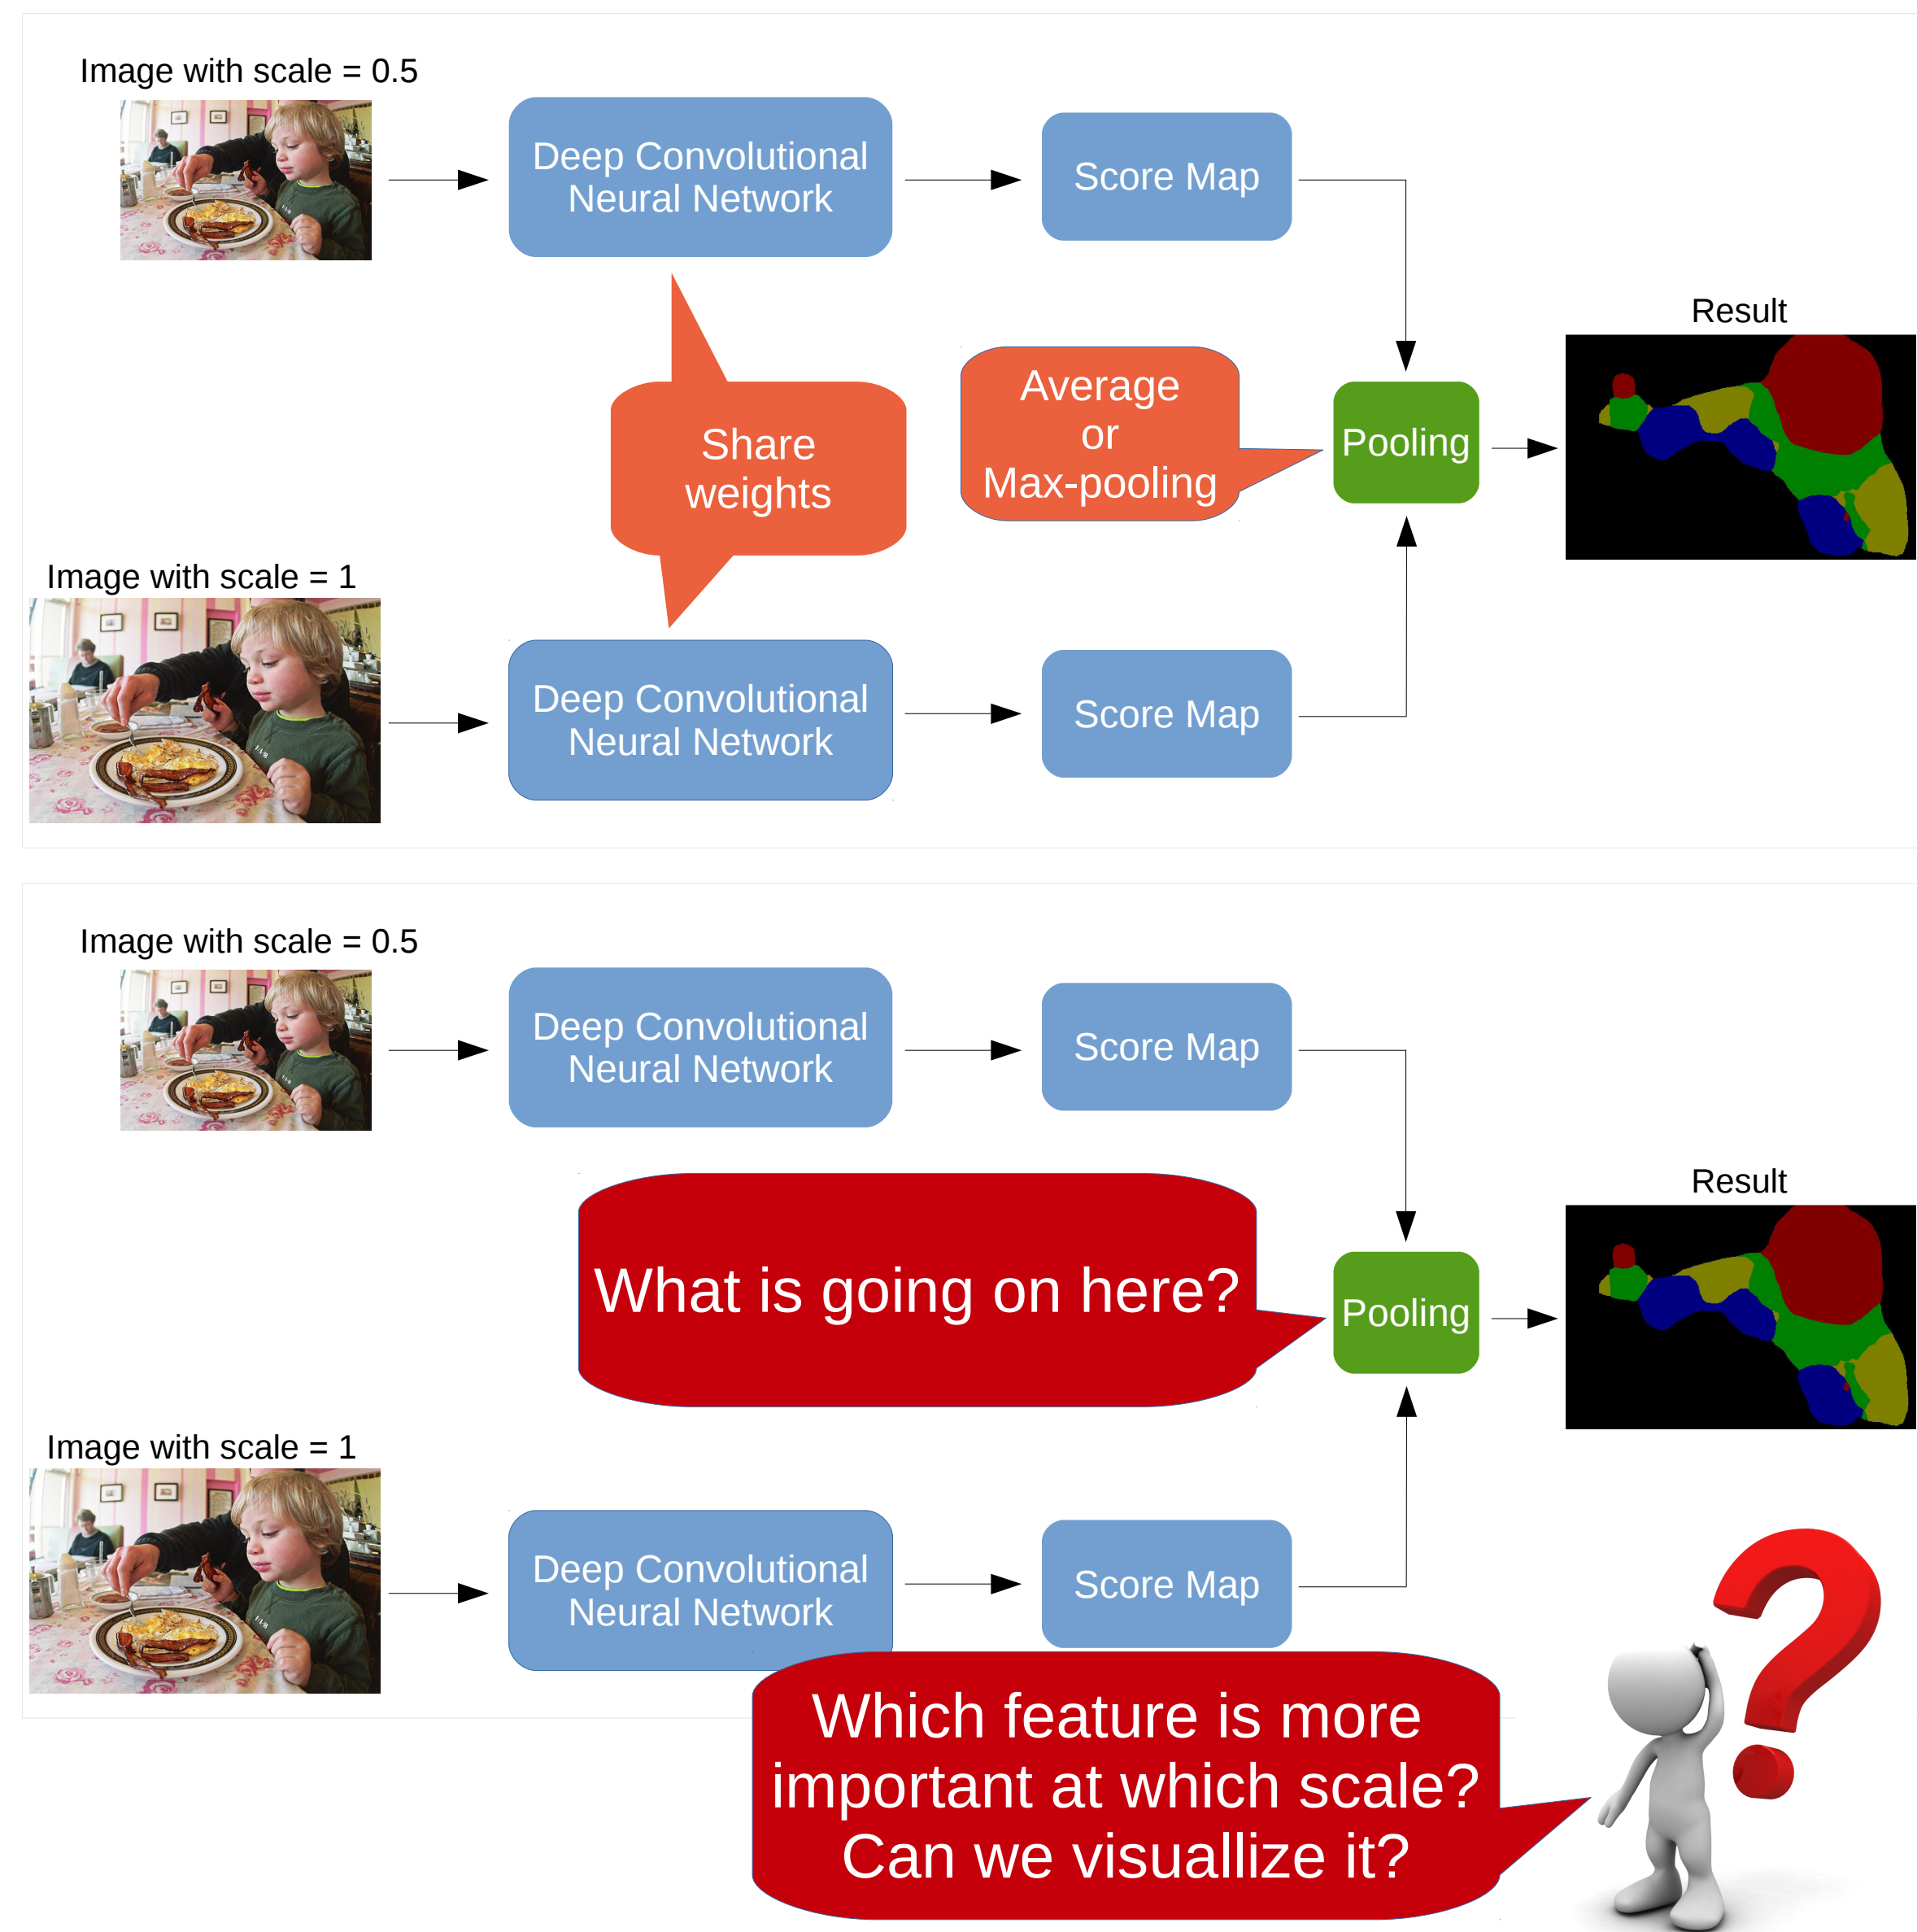 Image with scale = 0.5
Deep Convolutional
Neural Network
Score Map
Share
weights
Average
or
Max-pooling
Pooling
Result
Image with scale = 1
Deep Convolutional
Neural Network
Score Map
Image with scale = 0.5
Deep Convolutional
Neural Network
Score Map
What is going on here?
Pooling
Result
Image with scale = 1
Deep Convolutional
Neural Network
Score Map
Which feature is more
important at which scale?
Can we visuallize it?